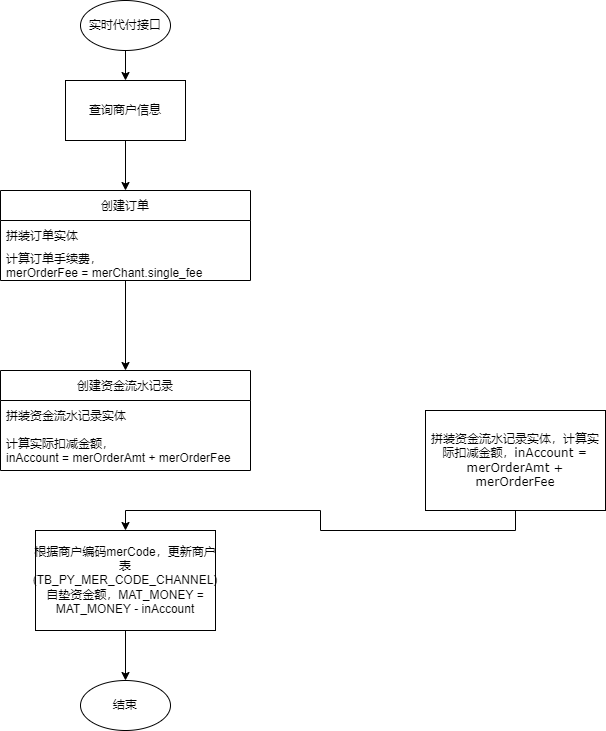 实时代付接口
查询商户信息
创建订单
拼装订单实体
计算订单手续费，
merOrderFee = merChant.single_fee
创建资金流水记录
拼装资金流水记录实体
计算实际扣减金额，
inAccount = merOrderAmt + merOrderFee
拼装资金流水记录实体，计算实
际扣减金额，inAccount =
merOrderAmt +
merOrderFee
根据商户编码merCode，更新商户
表
(TB_PY_MER_CODE_CHANNEL)
自垫资金额，MAT_MONEY =
MAT_MONEY - inAccount
结束